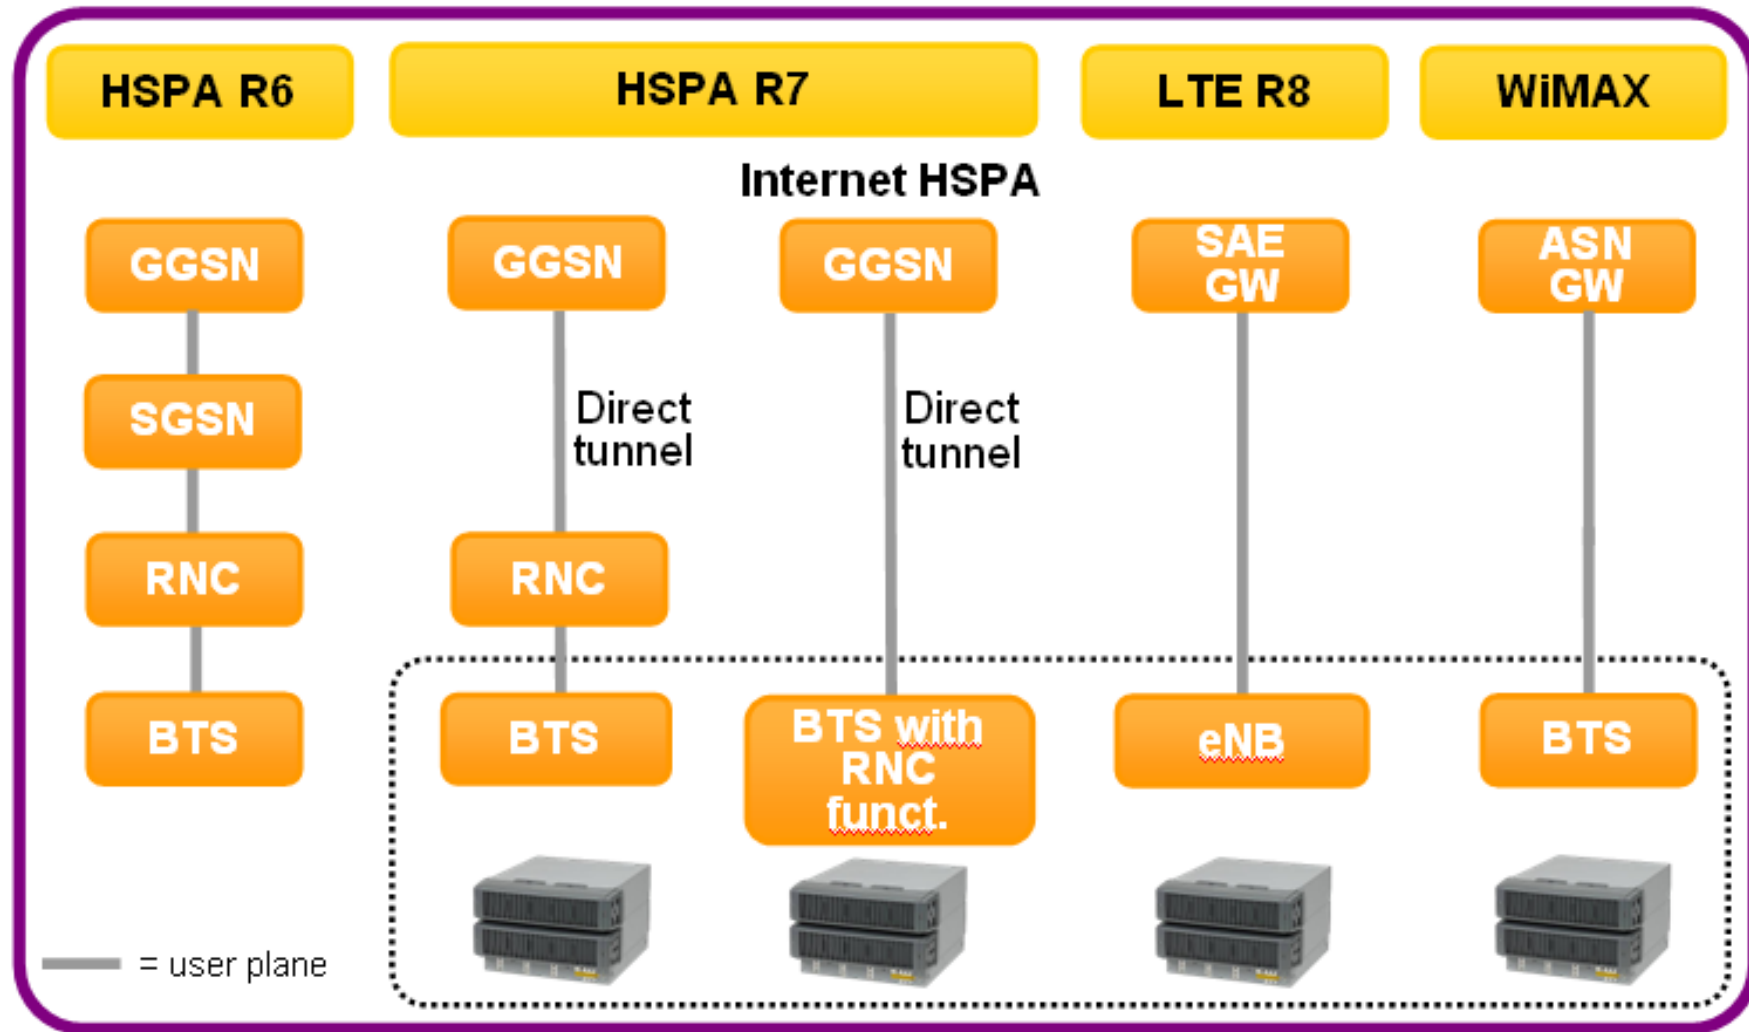 HSPA R6
HSPA R7
LTE R8
WiMAX
Internet HSPA
GGSN
GGSN
GGSN
SAE
GW
ASN
GW
SGSN
Direct
tunnel
Direct
tunnel
RNC
RNC
BTS
BTS
BTS with
RNC
funct.
eNB
BTS
= user plane